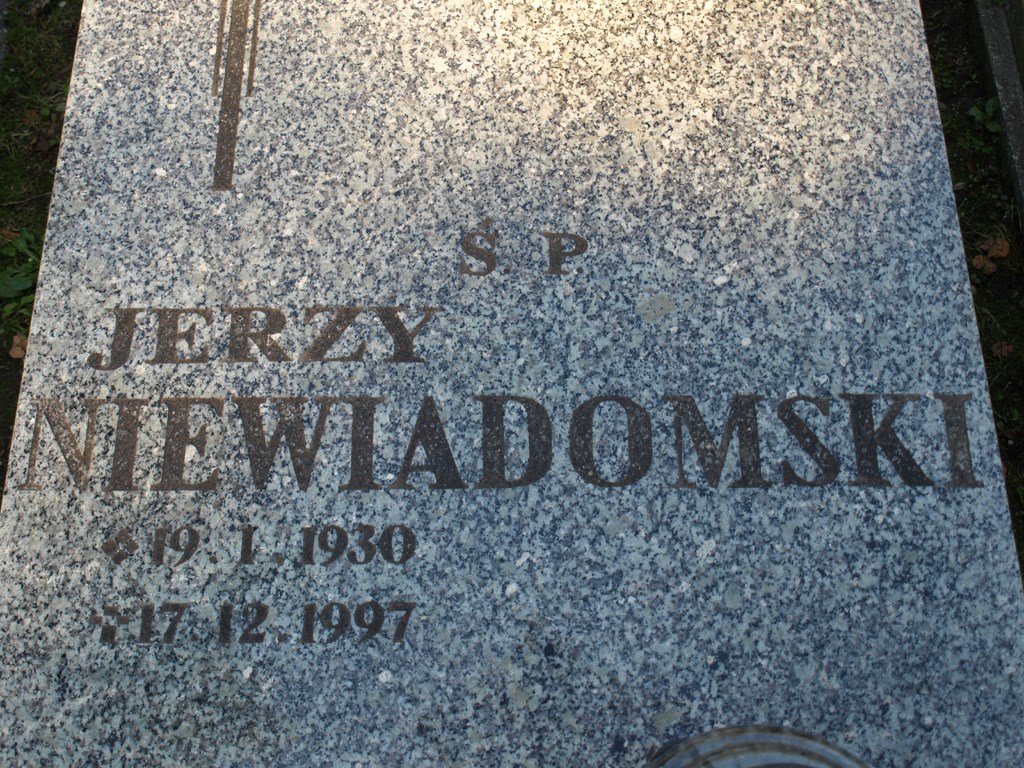 Ś. P.
JERZY
NIEWIADOMSKI
19. 1. 1930
17. 12. 1997